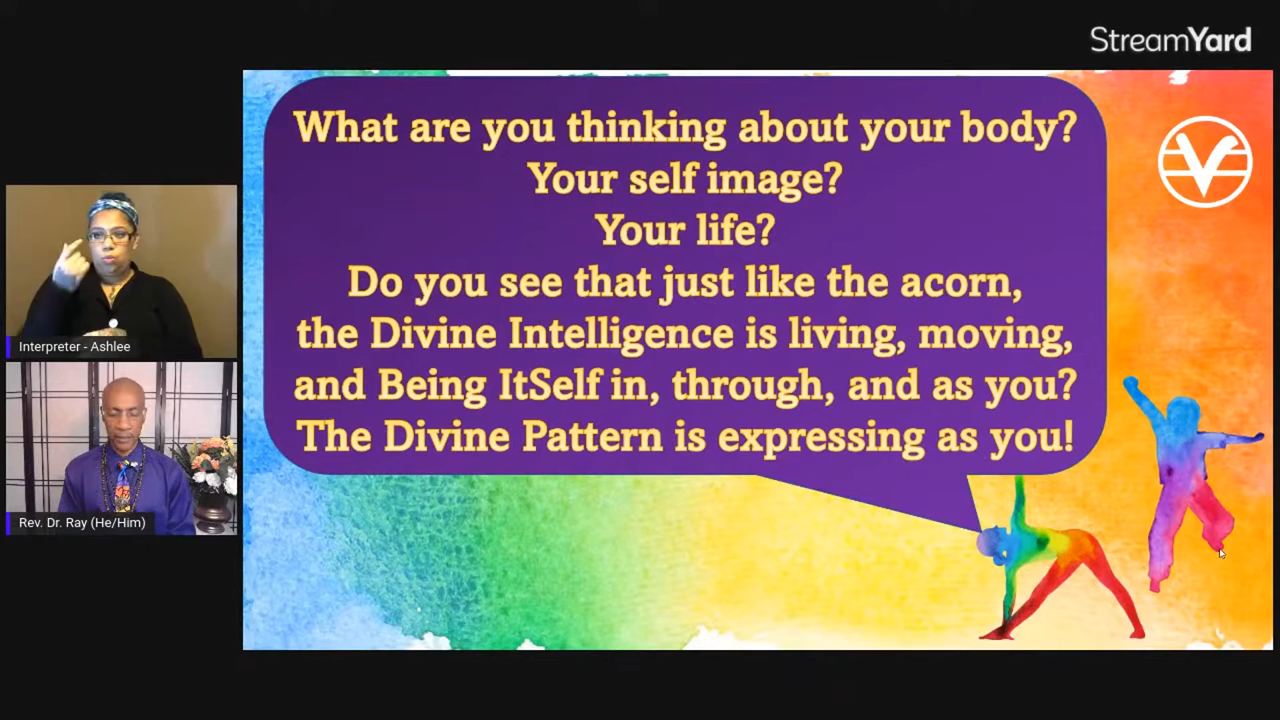 StreamYard
What are you thinking about your body?
Your self image?
Your life?
Do you see that just like the acorn,
the Divine Intelligence is living, moving,
and Being ItSelf in, through, and as you?
The Divine Pattern is expressing as you!
Interpreter - Ashlee
Rev. Dr. Ray (He/Him)